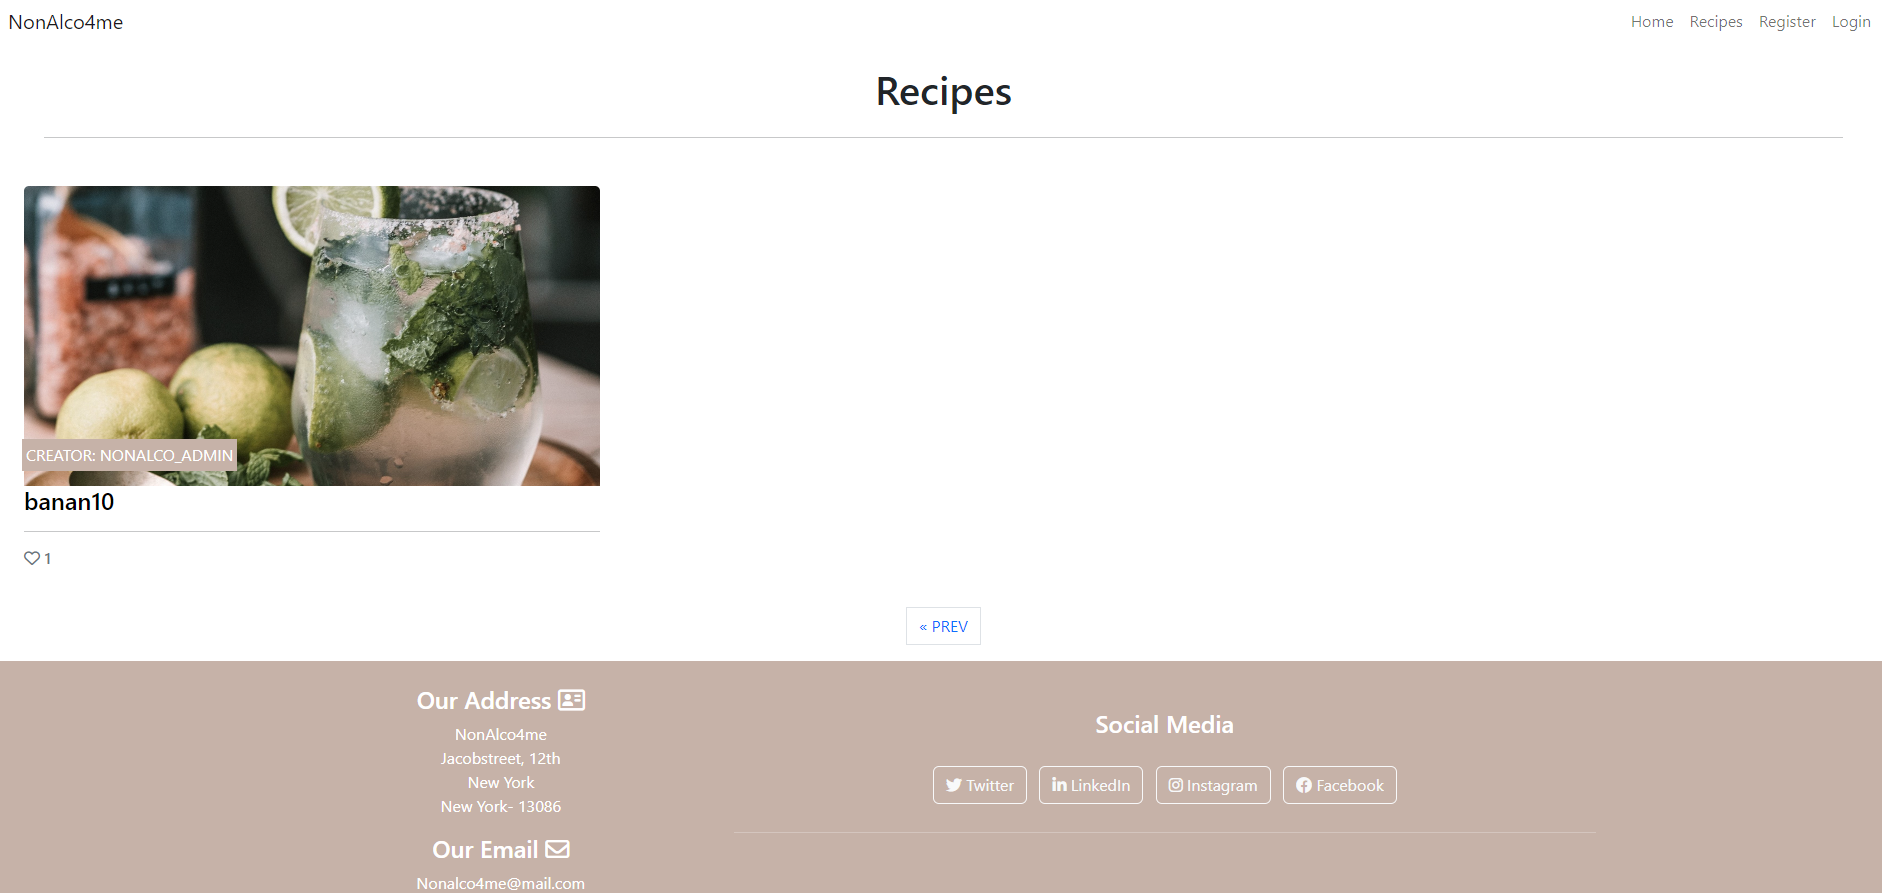 NonAlco4me
Home Recipes Register Login
Recipes
CREATOR: NONALCO_ADMIN
banan10
1
« PREV
Our Address
NonAlco4me
Jacobstreet, 12th
New York
New York- 13086
Our Email
Nonalco4me@mail.com
Social Media
Twitter LinkedIn Instagram Facebook